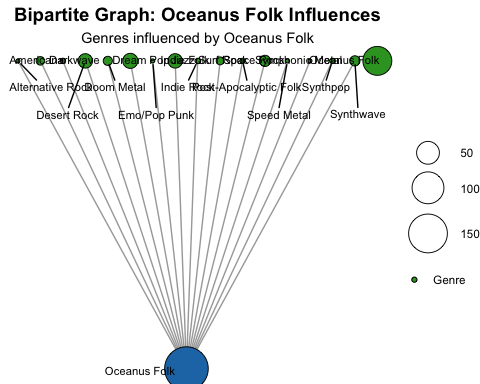 Bipartite Graph: Oceanus Folk Influences
Genres influenced by Oceanus Folk
Americana Darkwave Dream Pop Indie Folk Space Rock Symphonic Metal Oceanus Folk
Alternative Rock Doom Metal Indie Rock Post-Apocalyptic Folk Synthpop
Desert Rock Emo/Pop Punk Speed Metal Synthwave
50
100
150
Genre
Oceanus Folk